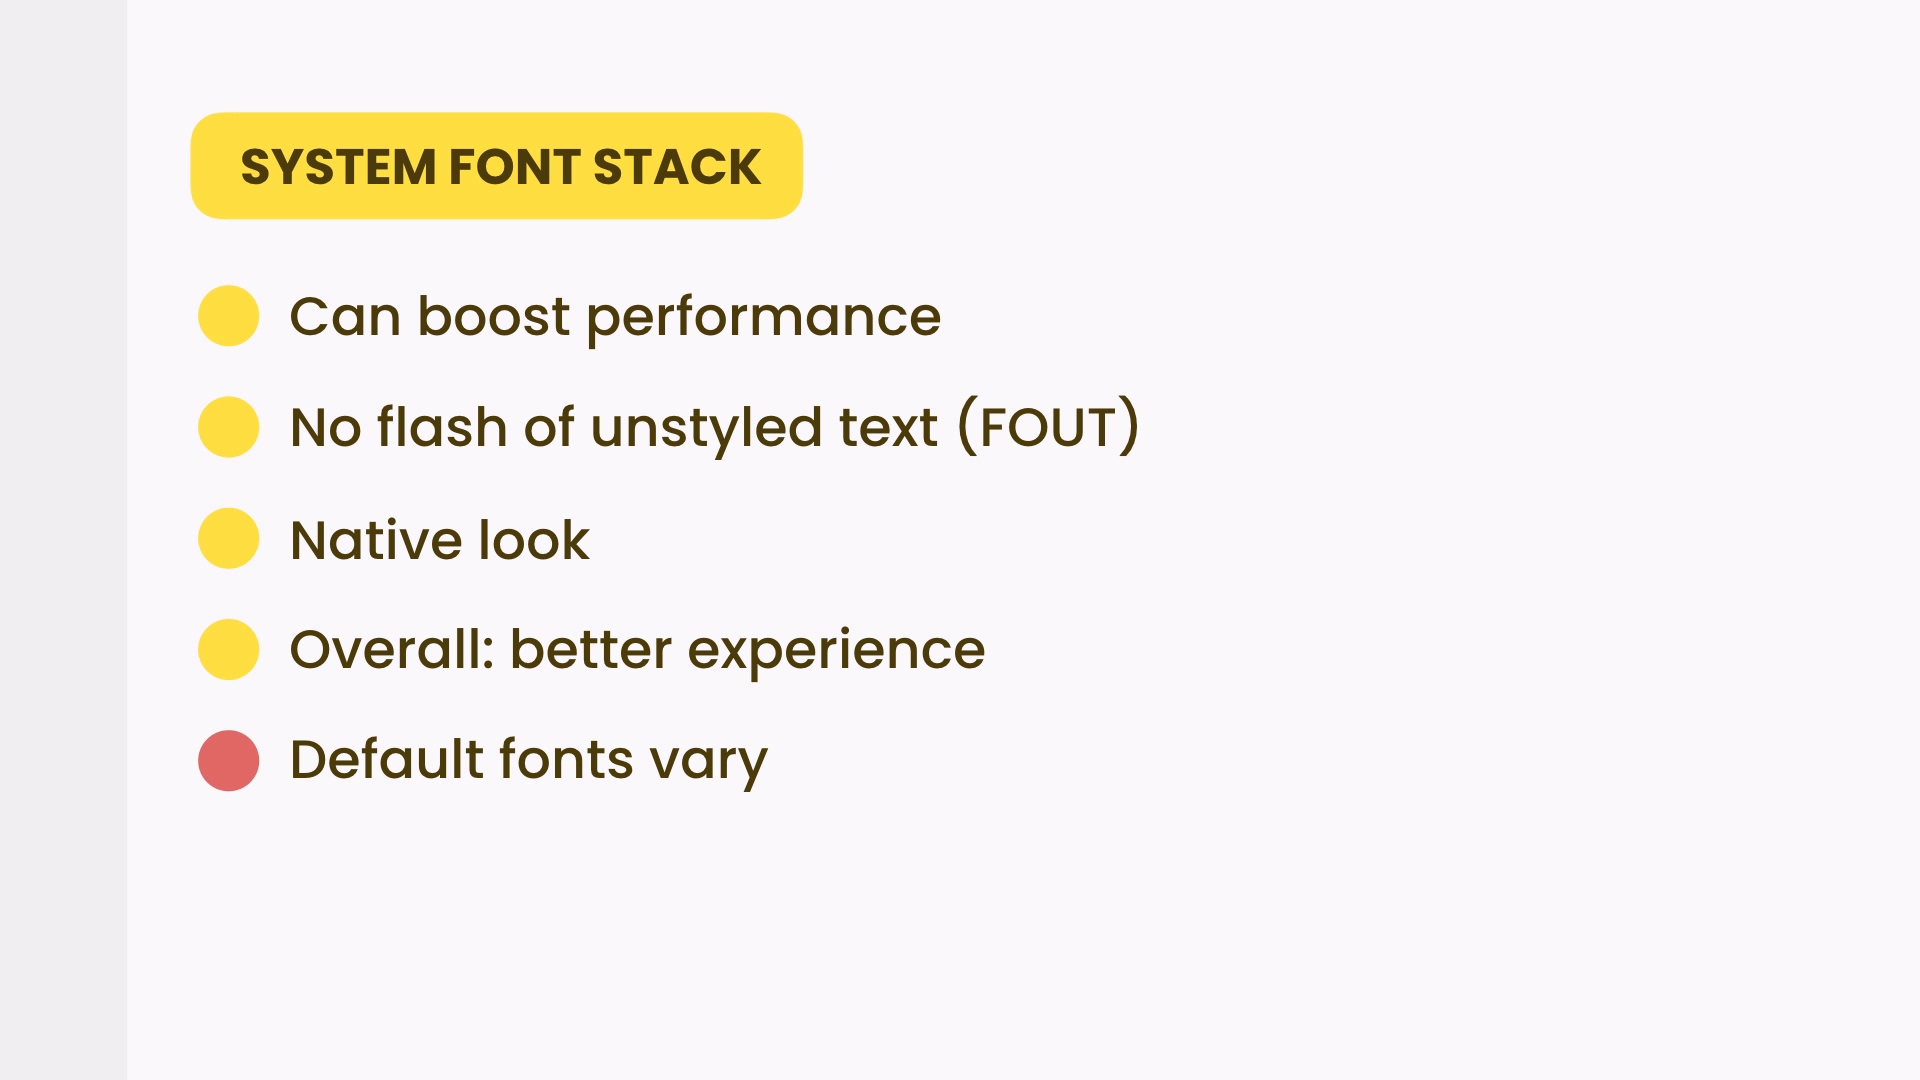 SYSTEM FONT STACK
Can boost performance
No flash of unstyled text (FOUT)
Native look
Overall: better experience
Default fonts vary